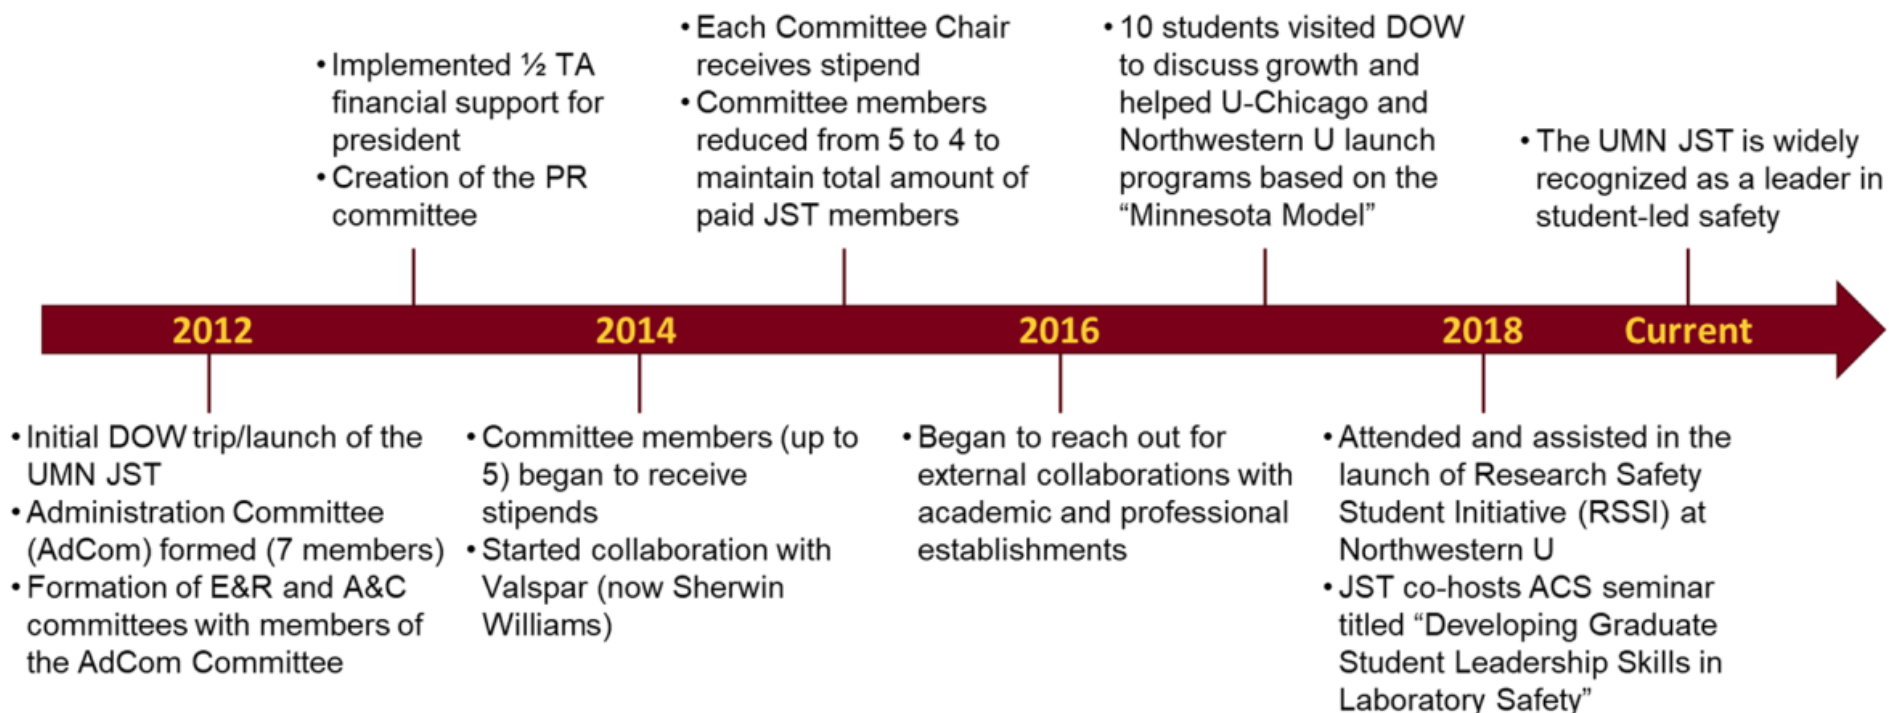 • Implemented ½ TA
financial support for
president
• Creation of the PR
committee
• Each Committee Chair
receives stipend
• Committee members
reduced from 5 to 4 to
maintain total amount of
paid JST members
• 10 students visited DOW
to discuss growth and
helped U-Chicago and
Northwestern U launch
programs based on the
“Minnesota Model”
• The UMN JST is widely
recognized as a leader in
student-led safety
2012
2014
2016
2018
Current
• Initial DOW trip/launch of the
UMN JST
• Administration Committee
(AdCom) formed (7 members)
• Formation of E&R and A&C
committees with members of
the AdCom Committee
• Committee members (up to
5) began to receive
stipends
• Started collaboration with
Valspar (now Sherwin
Williams)
• Began to reach out for
external collaborations with
academic and professional
establishments
• Attended and assisted in the
launch of Research Safety
Student Initiative (RSSI) at
Northwestern U
• JST co-hosts ACS seminar
titled “Developing Graduate
Student Leadership Skills in
Laboratory Safety”